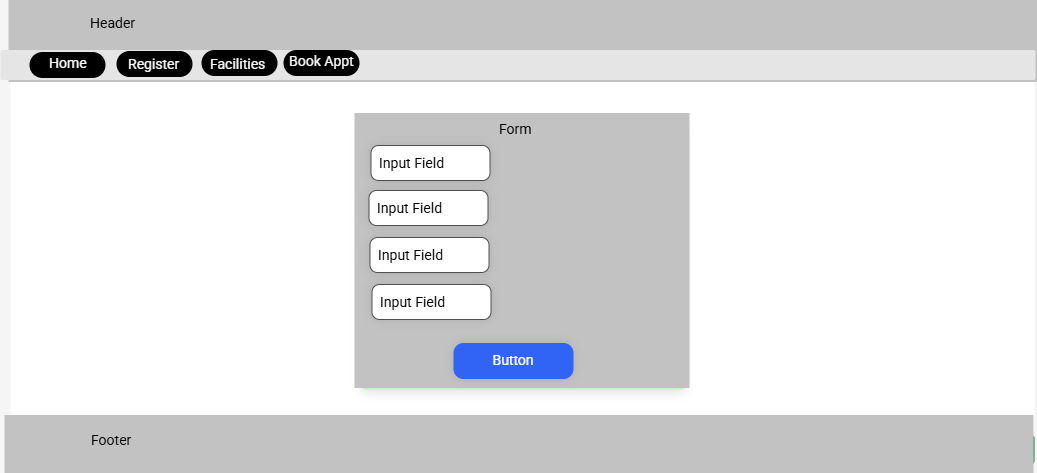 Header
Home
Register
Facilities
Book Appt
Form
Input Field
Input Field
Input Field
Input Field
Button
Footer